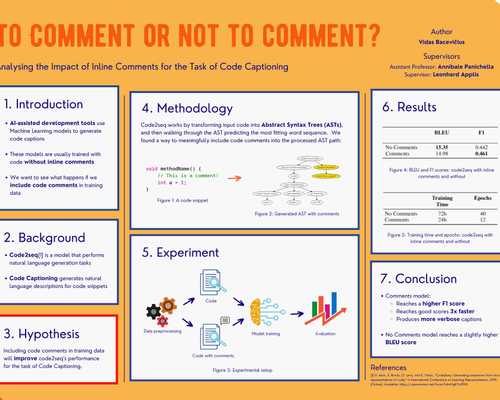 TO COMMENT OR NOT TO COMMENT?
Analysing the Impact of Inline Comments for the Task of Code Captioning
Author
Vidas Bacevičius
Supervisors
Assistant Professor: Annibale Panichella
Supervisor: Leonhard Applis
1. Introduction
• AI-assisted development tools use
Machine Learning models to generate
code captions
• These models are usually trained with
code without inline comments
• We want to see what happens if we
include code comments in training
data
2. Background
• Code2seq[1] is a model that performs
natural language generation tasks
• Code Captioning generates natural
language descriptions for code snippets
3. Hypothesis
Including code comments in training data
will improve code2seq's performance
for the task of Code Captioning.
4. Methodology
Code2seq works by transforming input code into Abstract Syntax Trees (ASTs),
and then walking through the AST predicting the most fitting word sequence. We
found a way to meaningfully include code comments into the processed AST path:
void methodName() {
// This is a comment!
int a = 1;
}
Figure 1: A code snippet
Figure 2: Generated AST with comments
5. Experiment
Data preprocessing
Code
Code with comments
Model training
Evaluation
Figure 3: Experimental setup
6. Results
BLEU F1
No Comments 15.35 0.442
Comments 14.98 0.461
Figure 4: BLEU and F1 scores: code2seq with inline
comments and without
Training Time Epochs
No Comments 72h 40
Comments 24h 12
Figure 5: Training time and epochs: code2seq with
inline comments and without
7. Conclusion
• Comments model:
Reaches a higher F1 score
Reaches good scores 3x faster
Produces more verbose captions
• No Comments model reaches a slightly higher
BLEU score
References